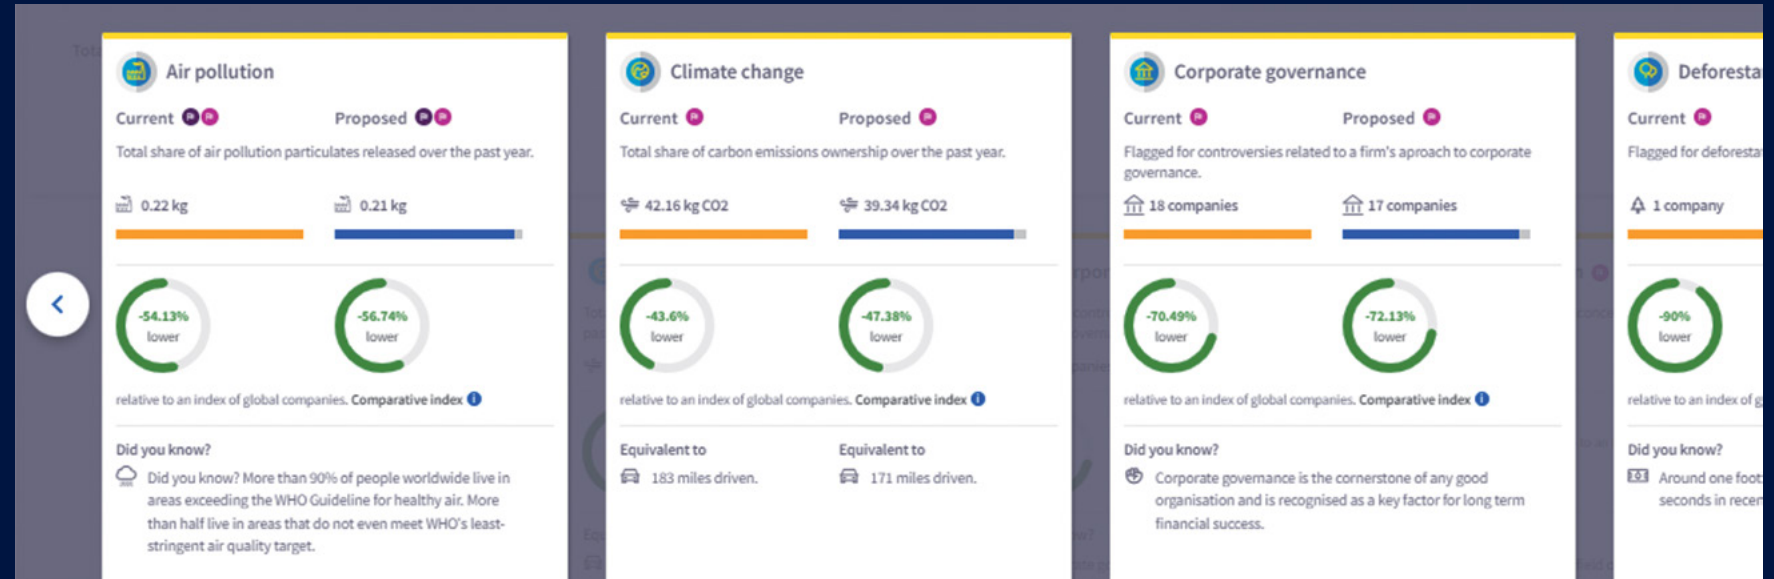 Air pollution
Current
Proposed
Total share of air pollution particulates released over the past year.
0.22 kg
0.21 kg
-54.13%
lower
-56.74%
lower
relative to an index of global companies. Comparative index
Did you know?
Did you know? More than 90% of people worldwide live in
areas exceeding the WHO Guideline for healthy air. More
than half live in areas that do not even meet WHO's least-
stringent air quality target.
Climate change
Current
Proposed
Total share of carbon emissions ownership over the past year.
42.16 kg CO2
39.34 kg CO2
-43.6%
lower
-47.38%
lower
relative to an index of global companies. Comparative index
Equivalent to
183 miles driven.
Equivalent to
171 miles driven.
Corporate governance
Current
Proposed
Flagged for controversies related to a firm's aproach to corporate
governance.
18 companies
17 companies
-70.49%
lower
-72.13%
lower
relative to an index of global companies. Comparative index
Did you know?
Corporate governance is the cornerstone of any good
organisation and is recognised as a key factor for long term
financial success.
Deforesta
Current
Flagged for deforesta
1 company
-90%
lower
relative to an index of g
Did you know?
Around one foot
seconds in recen